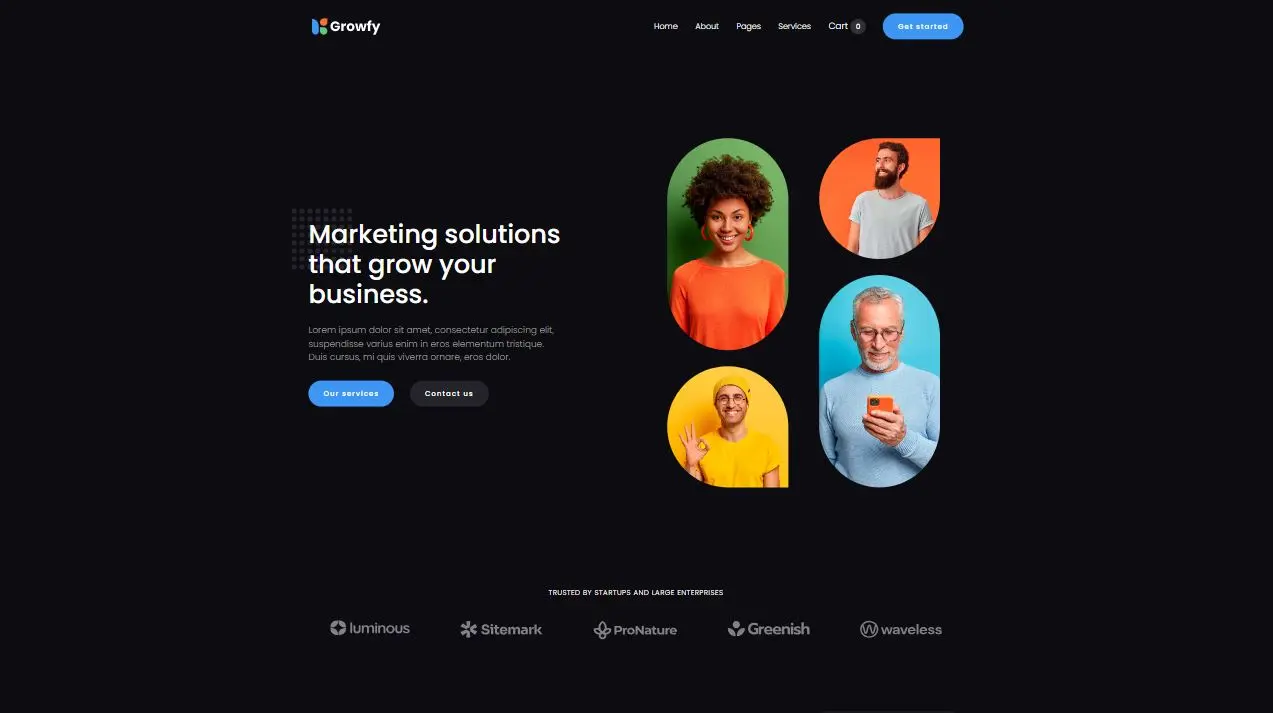 Growfy
Home About Pages Services Cart 0 Get started
Marketing solutions
that grow your
business.
Lorem ipsum dolor sit amet, consectetur adipiscing elit,
suspendisse varius enim in eros elementum tristique.
Duis cursus, mi quis viverra ornare, eros dolor.
Our services Contact us
TRUSTED BY STARTUPS AND LARGE ENTERPRISES
luminous Sitemark ProNature Greenish waveless